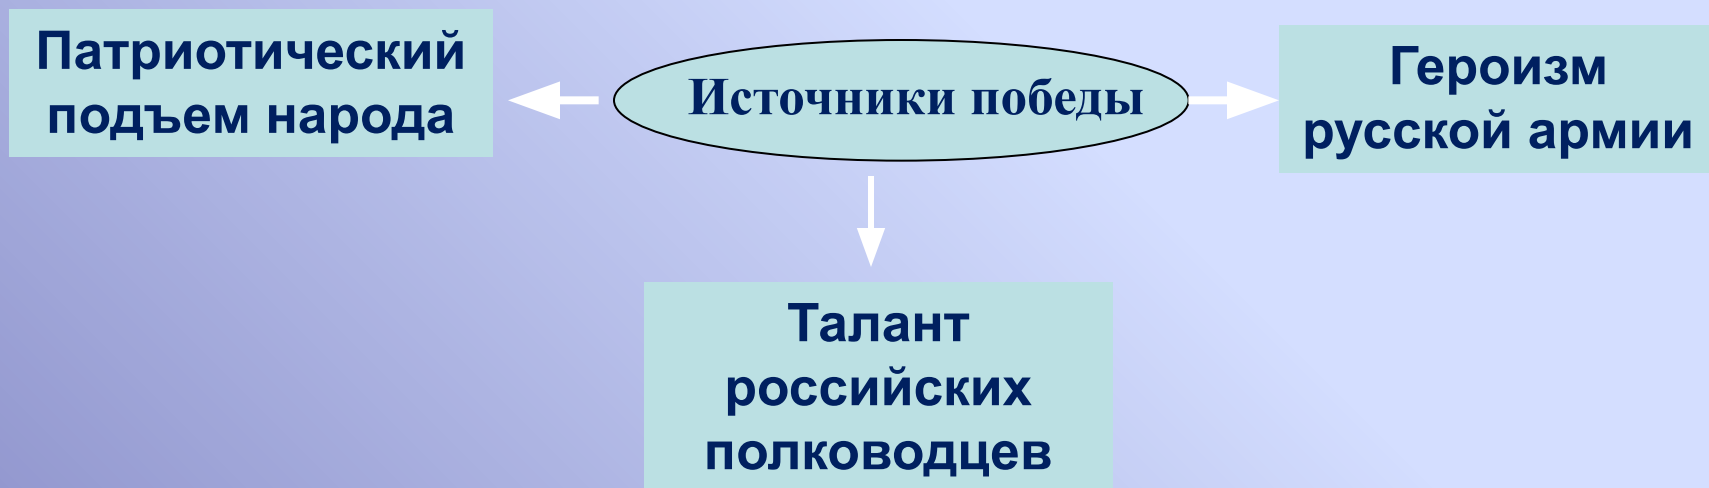 Патриотический
подъем народа
Источники победы
Героизм
русской армии
Талант
российских
полководцев